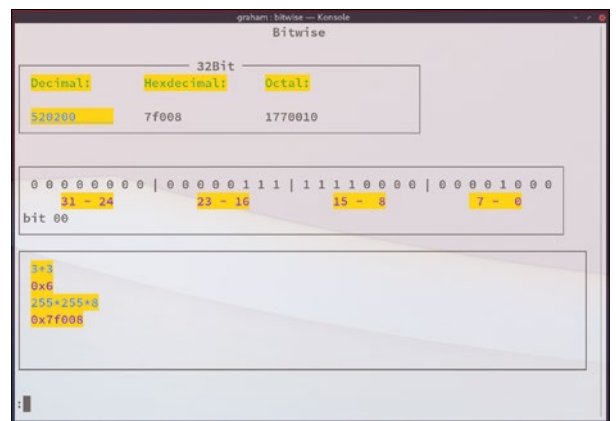 graham : bitwise — Konsole
Bitwise
32Bit
Decimal: Hexdecimal: Octal:
520200 7f008 1770010
0 0 0 0 0 0 0 0 | 0 0 0 0 0 1 1 1 | 1 1 1 1 0 0 0 0 | 0 0 0 0 1 0 0 0
31 - 24 23 - 16 15 - 8 7 - 0
bit 00
3+3
0x6
255*255*8
0x7f008
: